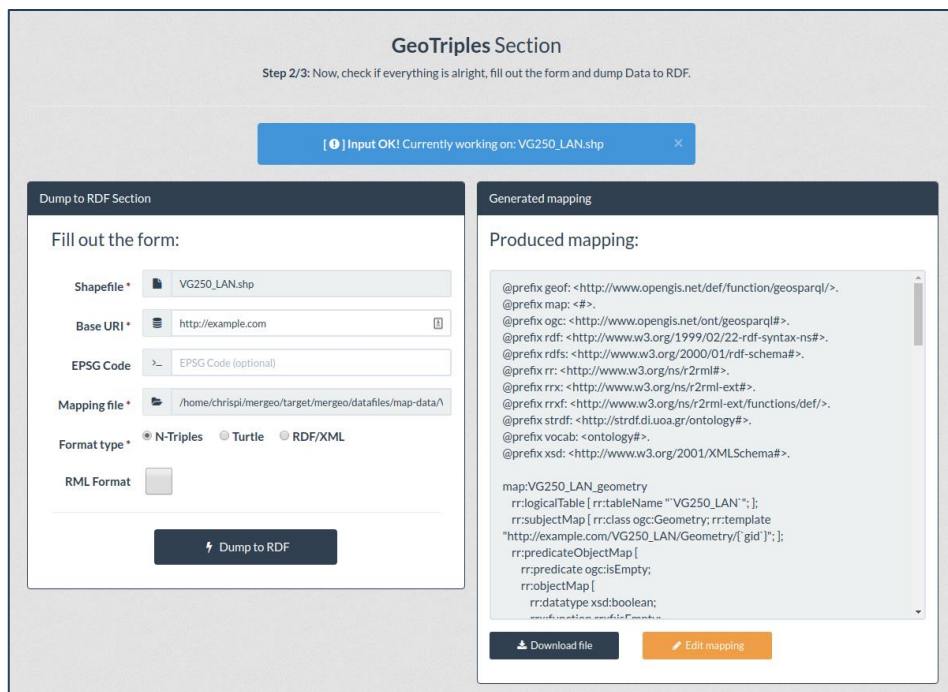 GeoTriples Section
Step 2/3: Now, check if everything is alright, fill out the form and dump Data to RDF.
[ ] Input OK! Currently working on: VG250_LAN.shp ×
Dump to RDF Section
Fill out the form:
Shapefile * VG250_LAN.shp
Base URI * http://example.com
EPSG Code >_ EPSG Code (optional)
Mapping file * /home/chrispi/mergeo/target/mergeo/datafiles/map-data/
Format type * N-Triples Turtle RDF/XML
RML Format
Dump to RDF
Generated mapping
Produced mapping:
@prefix geof: <http://www.opengis.net/def/function/geosparql/>.
@prefix map: <#>.
@prefix ogc: <http://www.opengis.net/ont/geosparql#>.
@prefix rdf: <http://www.w3.org/1999/02/22-rdf-syntax-ns#>.
@prefix rdfs: <http://www.w3.org/2000/01/rdf-schema#>.
@prefix rr: <http://www.w3.org/ns/r2rml#>.
@prefix rrx: <http://www.w3.org/ns/r2rml-ext#>.
@prefix rrxf: <http://www.w3.org/ns/r2rml-ext/functions/def/>.
@prefix strdf: <http://strdf.di.uoa.gr/ontology#>.
@prefix vocab: <ontology#>.
@prefix xsd: <http://www.w3.org/2001/XMLSchema#>.
map:VG250_LAN_geometry
rr:logicalTable [ rr:tableName "`VG250_LAN`"; ];
rr:subjectMap [ rr:class ogc:Geometry; rr:template
"http://example.com/VG250_LAN/Geometry/{`gid`}"; ];
rr:predicateObjectMap [
rr:predicate ogc:isEmpty;
rr:objectMap [
rr:datatype xsd:boolean;
Download file
Edit mapping